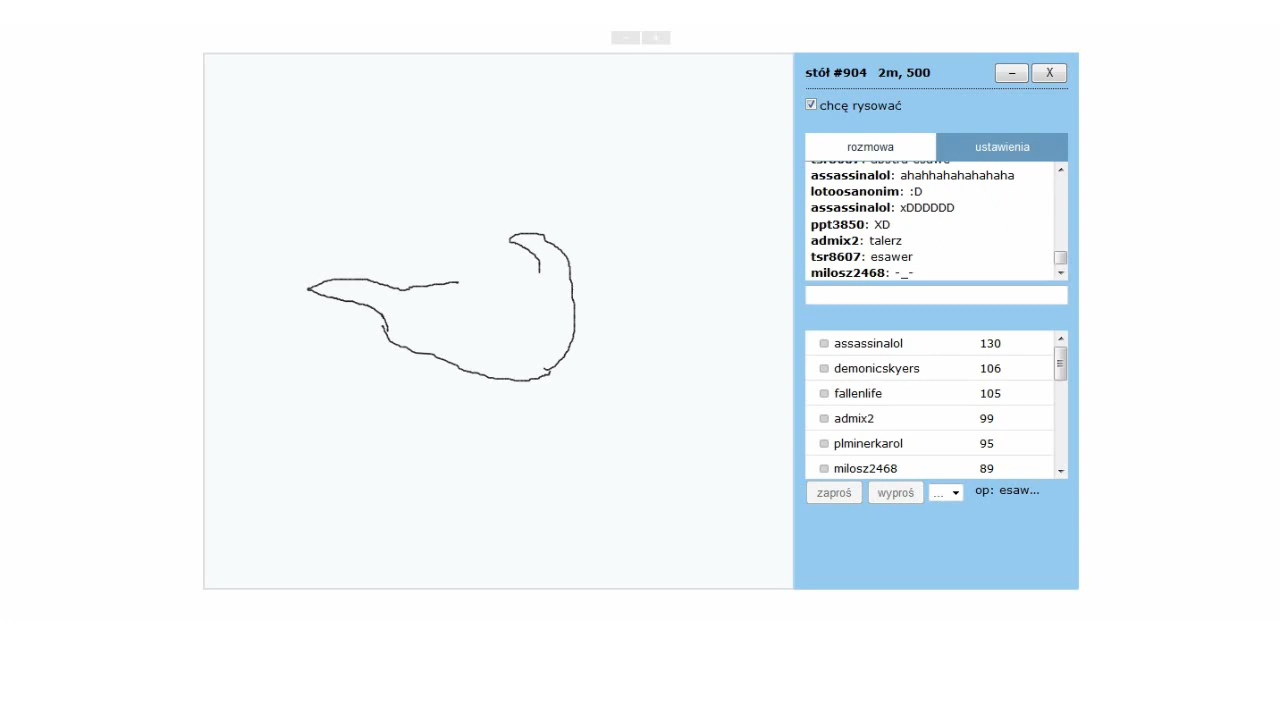 stół #904 2m, 500
– X
chcę rysować
rozmowa ustawienia
assassinalol: ahahhahahahahaha
lotoosanonim: :D
assassinalol: xDDDDDD
ppt3850: XD
admix2: talerz
tsr8607: esawer
milosz2468: -_-
assassinalol 130
demonicskyers 106
fallenlife 105
admix2 99
plminerkarol 95
milosz2468 89
zaproś wyproś ... op: esaw...